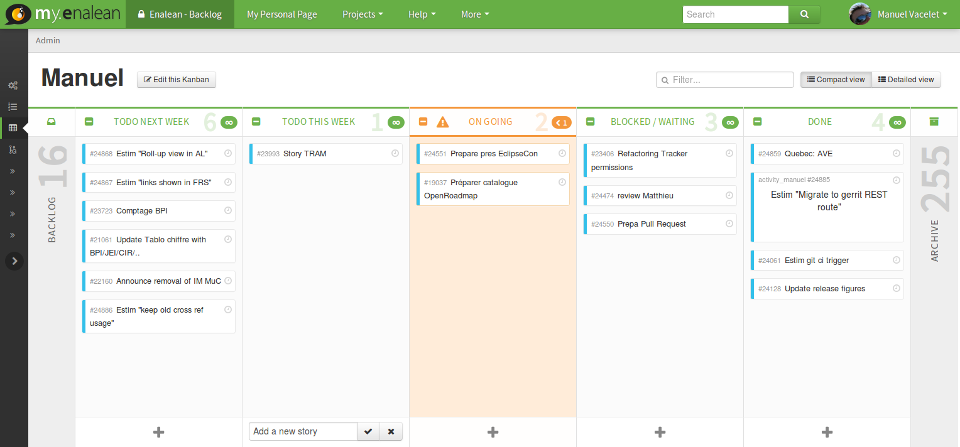 my.enalean
Enalean - Backlog
My Personal Page
Projects
Help
More
Search
Manuel Vacelet
Admin
Manuel
Edit this Kanban
Filter...
Compact view
Detailed view
TODO NEXT WEEK 6 ∞
TODO THIS WEEK 1 ∞
ON GOING 2 < 1
BLOCKED / WAITING 3 ∞
DONE 4 ∞
16
BACKLOG
#24868 Estim "Roll-up view in AL"
#24867 Estim "links shown in FRS"
#23723 Comptage BPI
#21061 Update Tablo chiffre with
BPI/JEI/CIR/..
#22160 Announce removal of IM MuC
#24886 Estim "keep old cross ref
usage"
#23993 Story TRAM
Add a new story
#24551 Prepare pres EclipseCon
#19037 Préparer catalogue
OpenRoadmap
#23406 Refactoring Tracker
permissions
#24474 review Matthieu
#24550 Prepa Pull Request
#24859 Quebec: AVE
activity_manuel #24885
Estim "Migrate to gerrit REST
route"
#24061 Estim git ci trigger
#24128 Update release figures
255
ARCHIVE